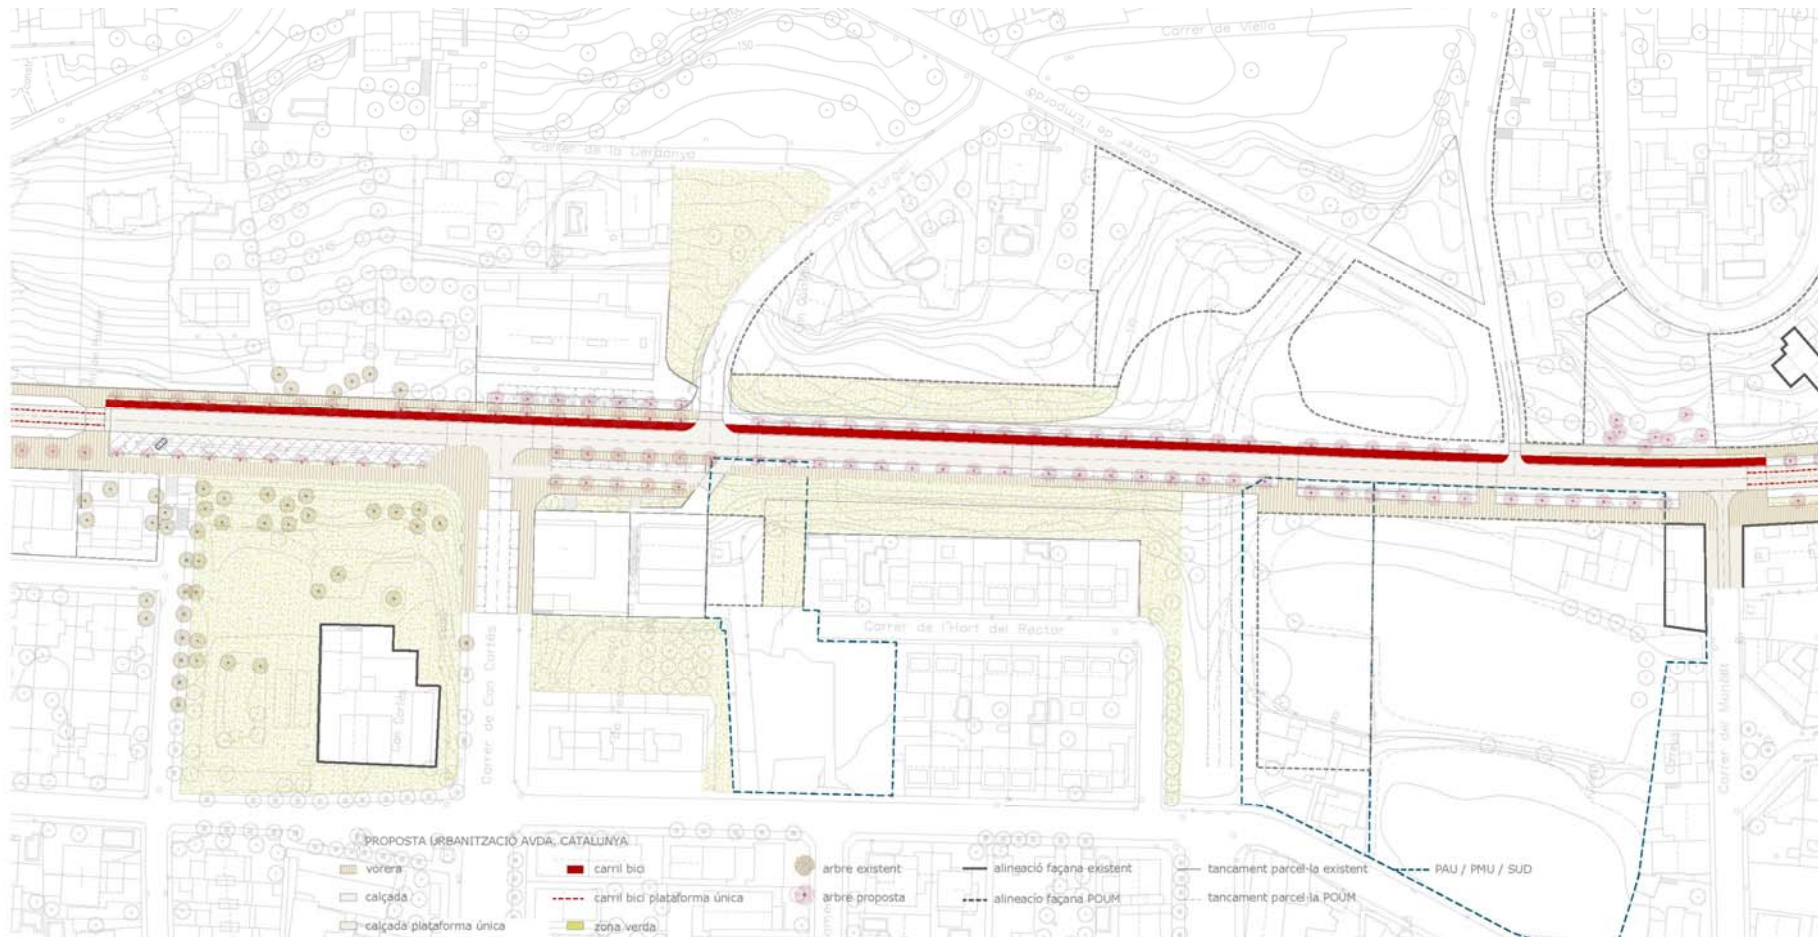 Carrer de Viella
150
Carrer de l'Empordà
Carrer de la Cerdanya
Carrer d'Urgell
Carrer de l'Hort del Rector
Carrer de Can Cortés
Can Cortés
Carrer del Montalt
PROPOSTA URBANITZACIÓ AVDA. CATALUNYA
vorera
carril bici
arbre existent
alineació façana existent
tancament parcel·la existent
PAU / PMU / SUD
calçada
carril bici plataforma única
arbre proposta
alineació façana POUM
tancament parcel·la POUM
calçada plataforma única
zona verda